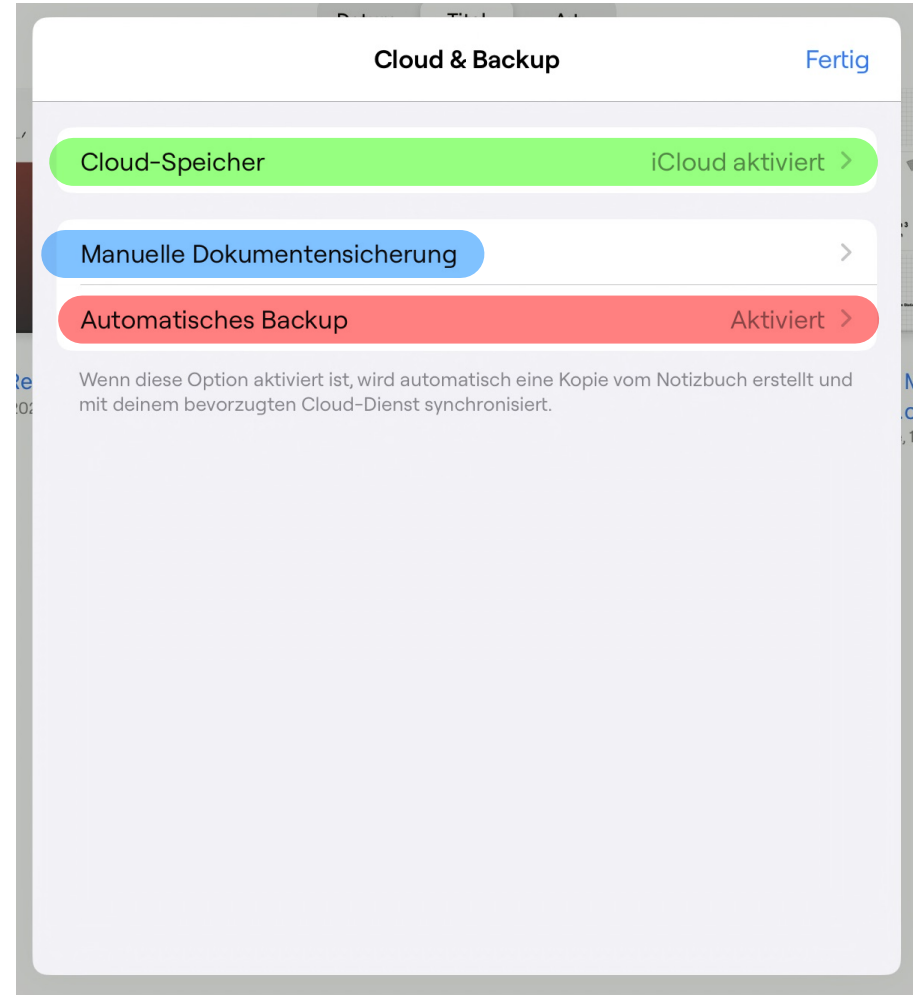 Titel
Cloud & Backup
Fertig
Cloud-Speicher
iCloud aktiviert
Manuelle Dokumentensicherung
Automatisches Backup
Aktiviert
Wenn diese Option aktiviert ist, wird automatisch eine Kopie vom Notizbuch erstellt und
mit deinem bevorzugten Cloud-Dienst synchronisiert.